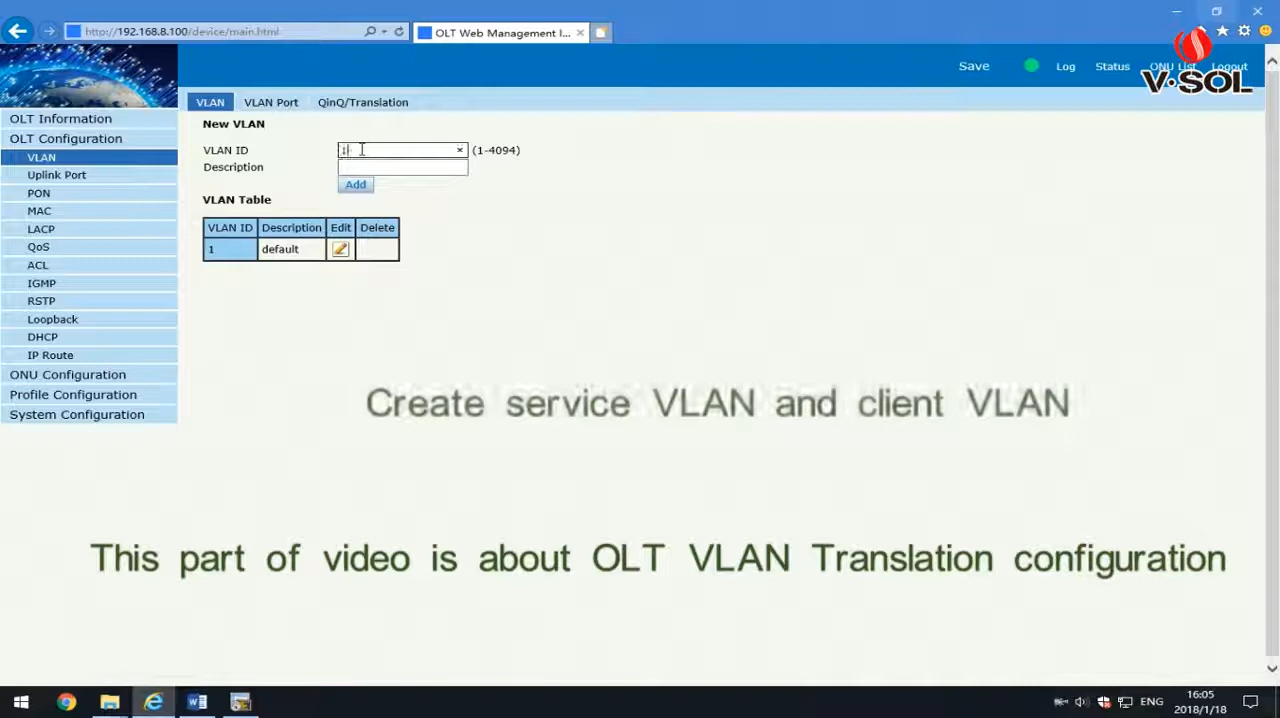 http://192.168.8.100/device/main.html
OLT Web Management I...
Save
Log
Status
ONU List
Logout
V·SOL
OLT Information
OLT Configuration
VLAN
Uplink Port
PON
MAC
LACP
QoS
ACL
IGMP
RSTP
Loopback
DHCP
IP Route
ONU Configuration
Profile Configuration
System Configuration
VLAN VLAN Port QinQ/Translation
New VLAN
VLAN ID 1 (1-4094)
Description
Add
VLAN Table
VLAN ID Description Edit Delete
1 default
Create service VLAN and client VLAN
This part of video is about OLT VLAN Translation configuration
ENG
16:05
2018/1/18